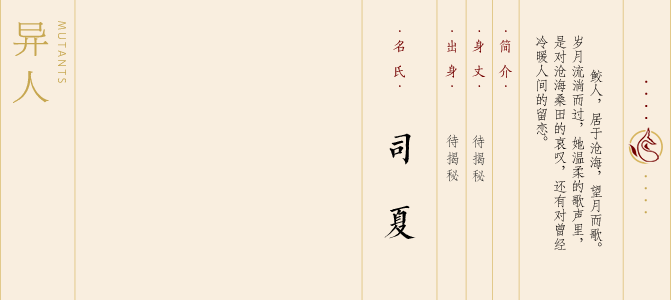 鲛人，居于沧海，望月而歌。
岁月流淌而过，她温柔的歌声里，
是对沧海桑田的哀叹，还有对曾经
冷暖人间的留恋。
·简介·
·身丈·
待揭秘
·出身·
待揭秘
·名氏·
司夏
MUTANTS
异人